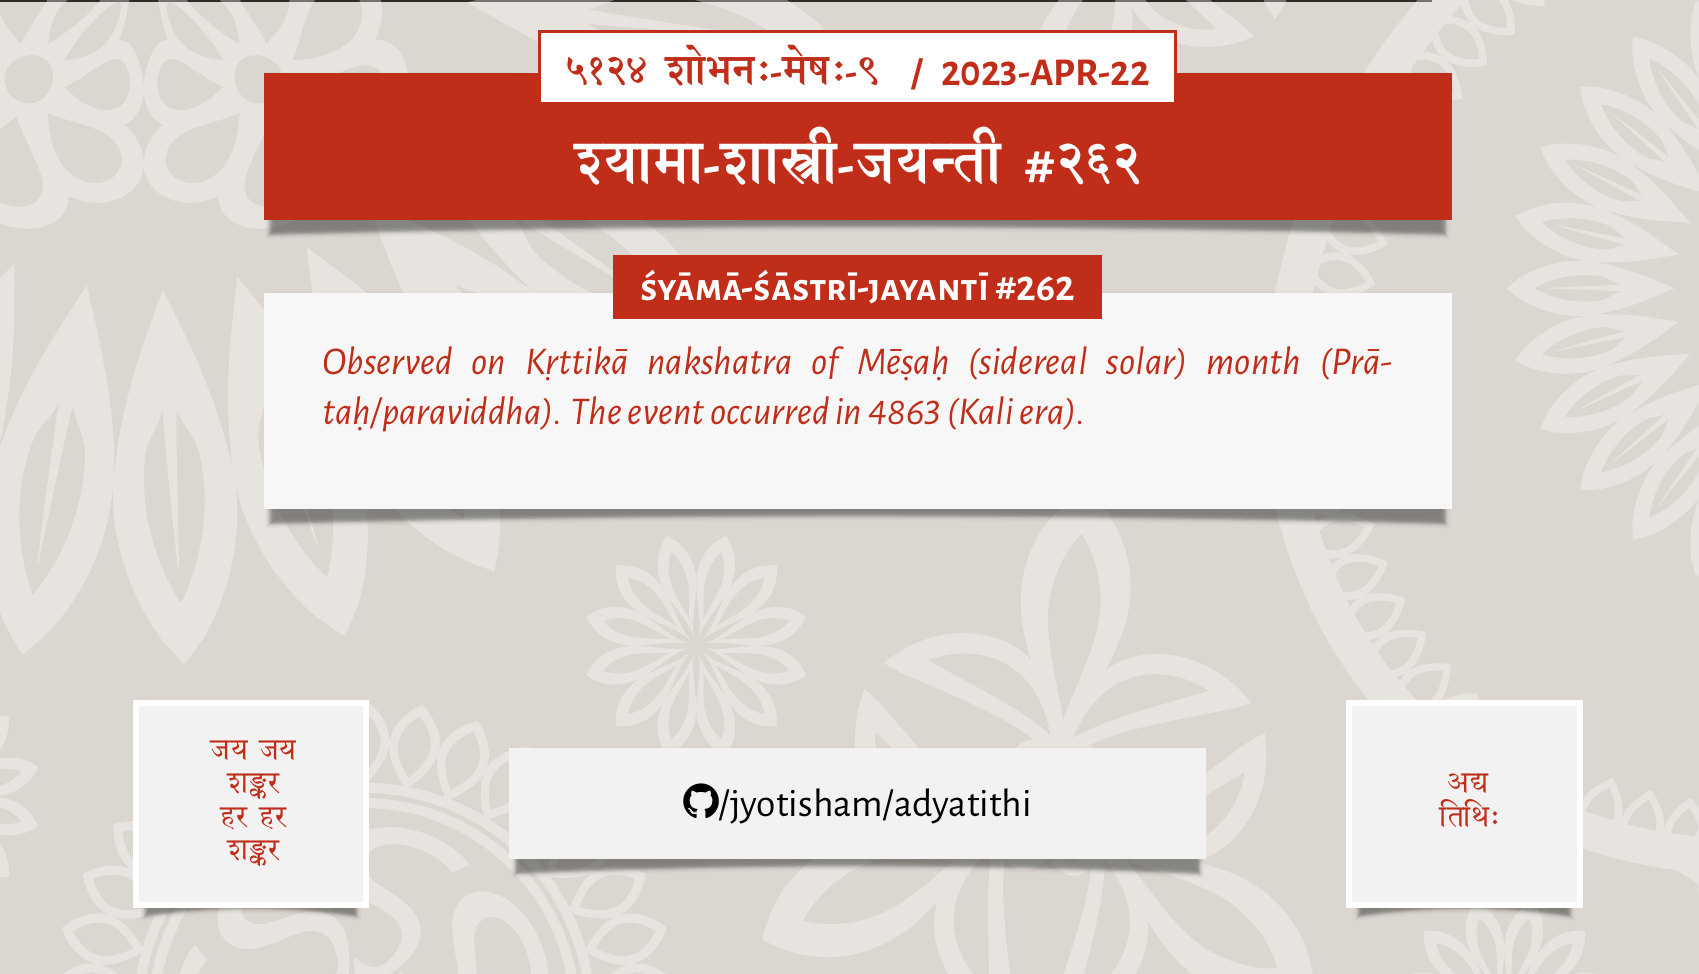 ५१२४ शोभनः-मेषः-९ / 2023-APR-22
श्यामा-शास्त्री-जयन्ती #२६२
ŚYĀMĀ-ŚĀSTRĪ-JAYANTĪ #262
Observed on Kṛttikā nakshatra of Mēṣaḥ (sidereal solar) month (Prā-
taḥ/paraviddha). The event occurred in 4863 (Kali era).
जय जय
शङ्कर
हर हर
शङ्कर
/jyotisham/adyatithi
अद्य
तिथिः